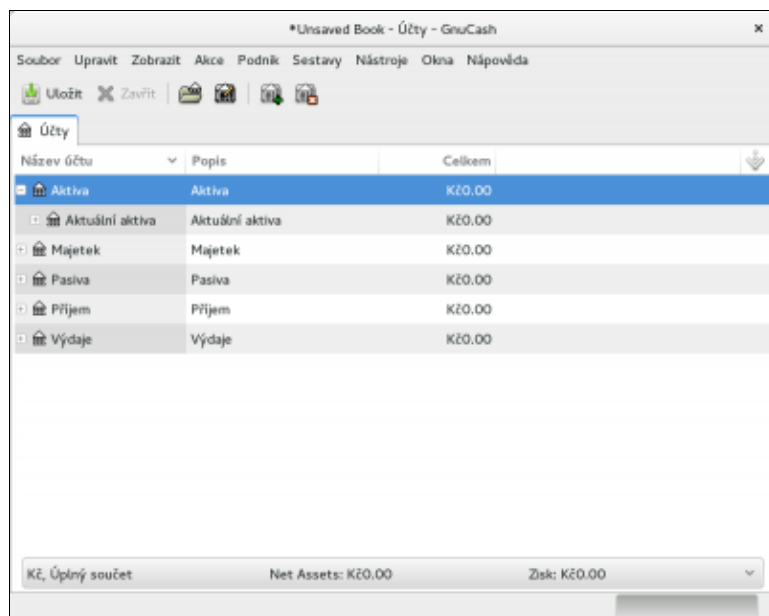 *Unsaved Book - Účty - GnuCash
Soubor Upravit Zobrazit Akce Podnik Sestavy Nástroje Okna Nápověda
Uložit Zavřít
Účty
Název účtu Popis Celkem
Aktiva Aktiva Kč0.00
Aktuální aktiva Aktuální aktiva Kč0.00
Majetek Majetek Kč0.00
Pasiva Pasiva Kč0.00
Příjem Příjem Kč0.00
Výdaje Výdaje Kč0.00
Kč, Úplný součet Net Assets: Kč0.00 Zisk: Kč0.00